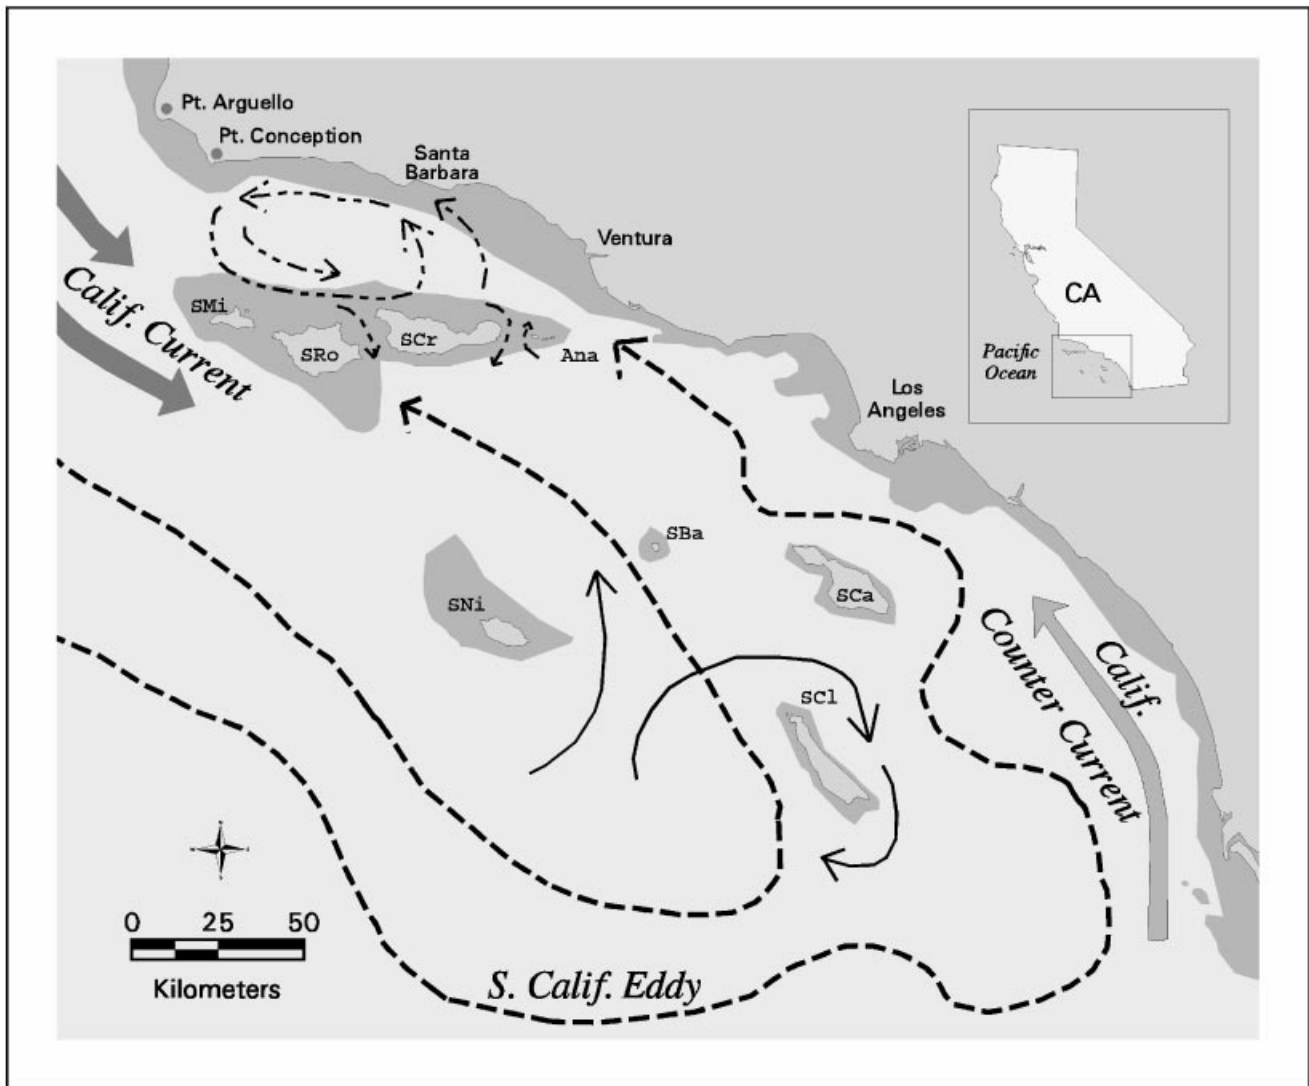 Pt. Arguello
Pt. Conception
Santa
Barbara
Ventura
Calif. Current
SMi
SRo
SCr
Ana
CA
Pacific
Ocean
Los
Angeles
SBa
SNi
SCa
SCl
Calif.
Counter Current
0 25 50
Kilometers
S. Calif. Eddy